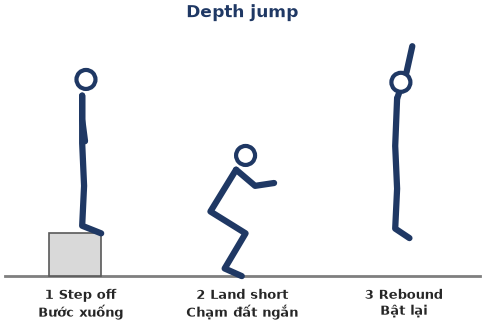 Depth jump
1 Step off
Bước xuống
2 Land short
Chạm đất ngắn
3 Rebound
Bật lại